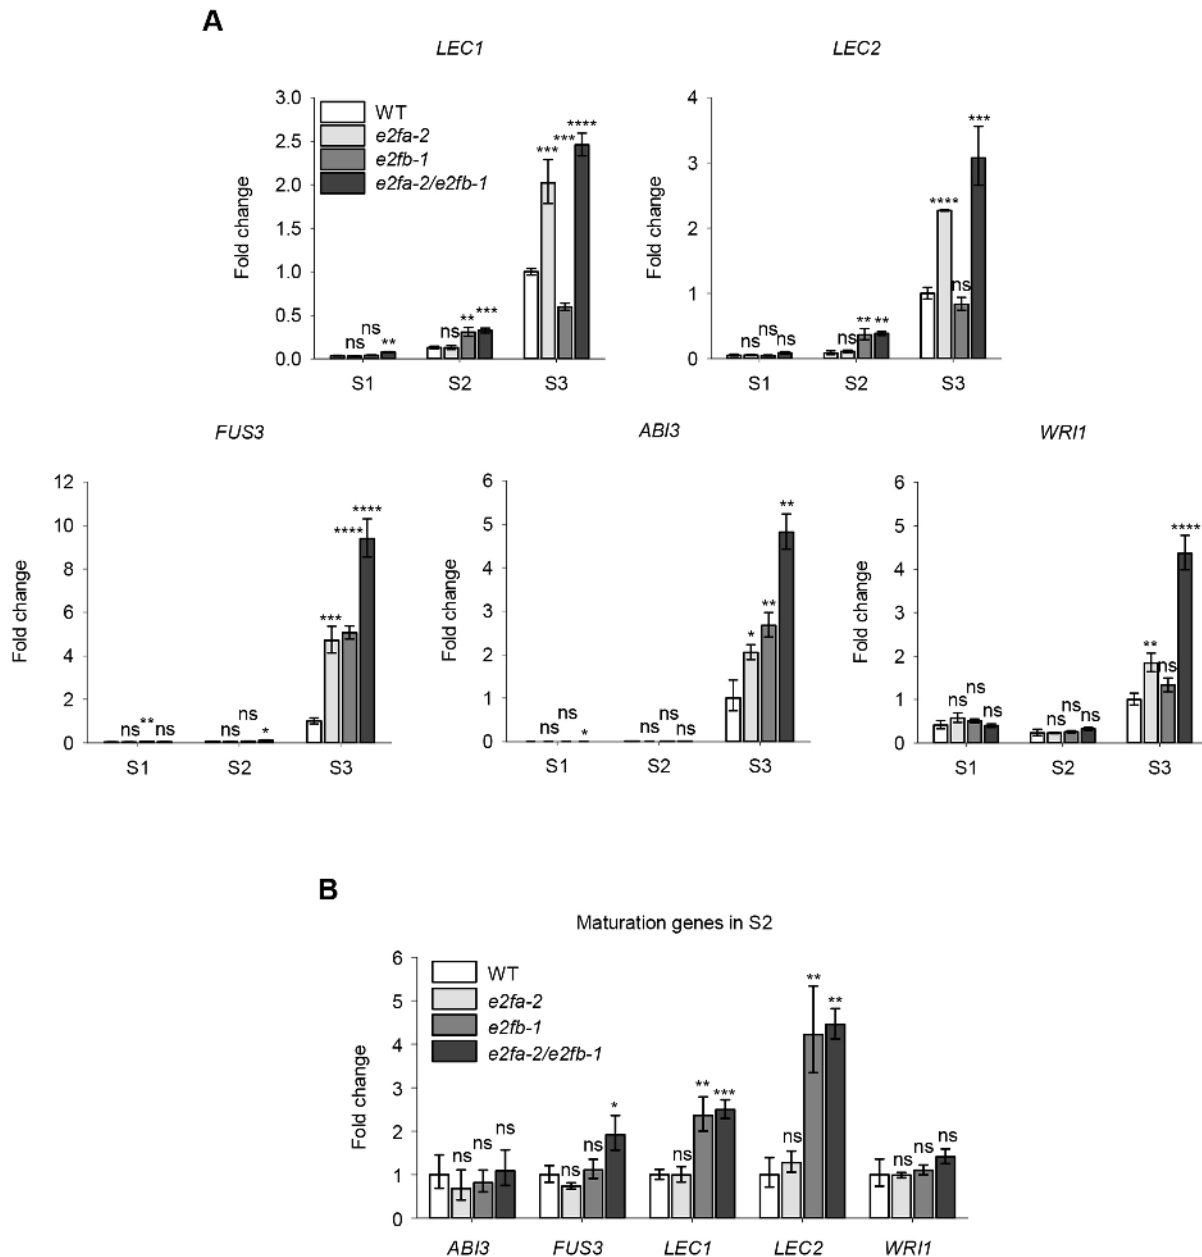 A
LEC1
LEC2
3.0
2.5
2.0
1.5
1.0
0.5
0.0
Fold change
WT
e2fa-2
e2fb-1
e2fa-2/e2fb-1
ns
ns
**
ns
**
***
***
***
****
S1 S2 S3
4
3
2
1
0
Fold change
ns
ns
ns
ns
**
**
****
ns
***
S1 S2 S3
FUS3
ABI3
WRI1
12
10
8
6
4
2
0
Fold change
ns
**
ns
ns
ns
*
***
****
****
S1 S2 S3
6
5
4
3
2
1
0
Fold change
ns
ns
*
ns
ns
ns
*
**
**
S1 S2 S3
6
5
4
3
2
1
0
Fold change
ns
ns
ns
ns
ns
ns
**
ns
****
S1 S2 S3
B
Maturation genes in S2
6
5
4
3
2
1
0
Fold change
WT
e2fa-2
e2fb-1
e2fa-2/e2fb-1
ns
ns
ns
ns
ns
*
ns
**
***
ns
**
**
ns
ns
ns
ABI3 FUS3 LEC1 LEC2 WRI1